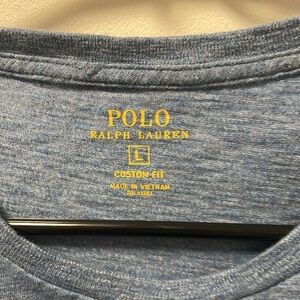 POLO
RALPH LAUREN
L
CUSTOM FIT
MADE IN VIETNAM